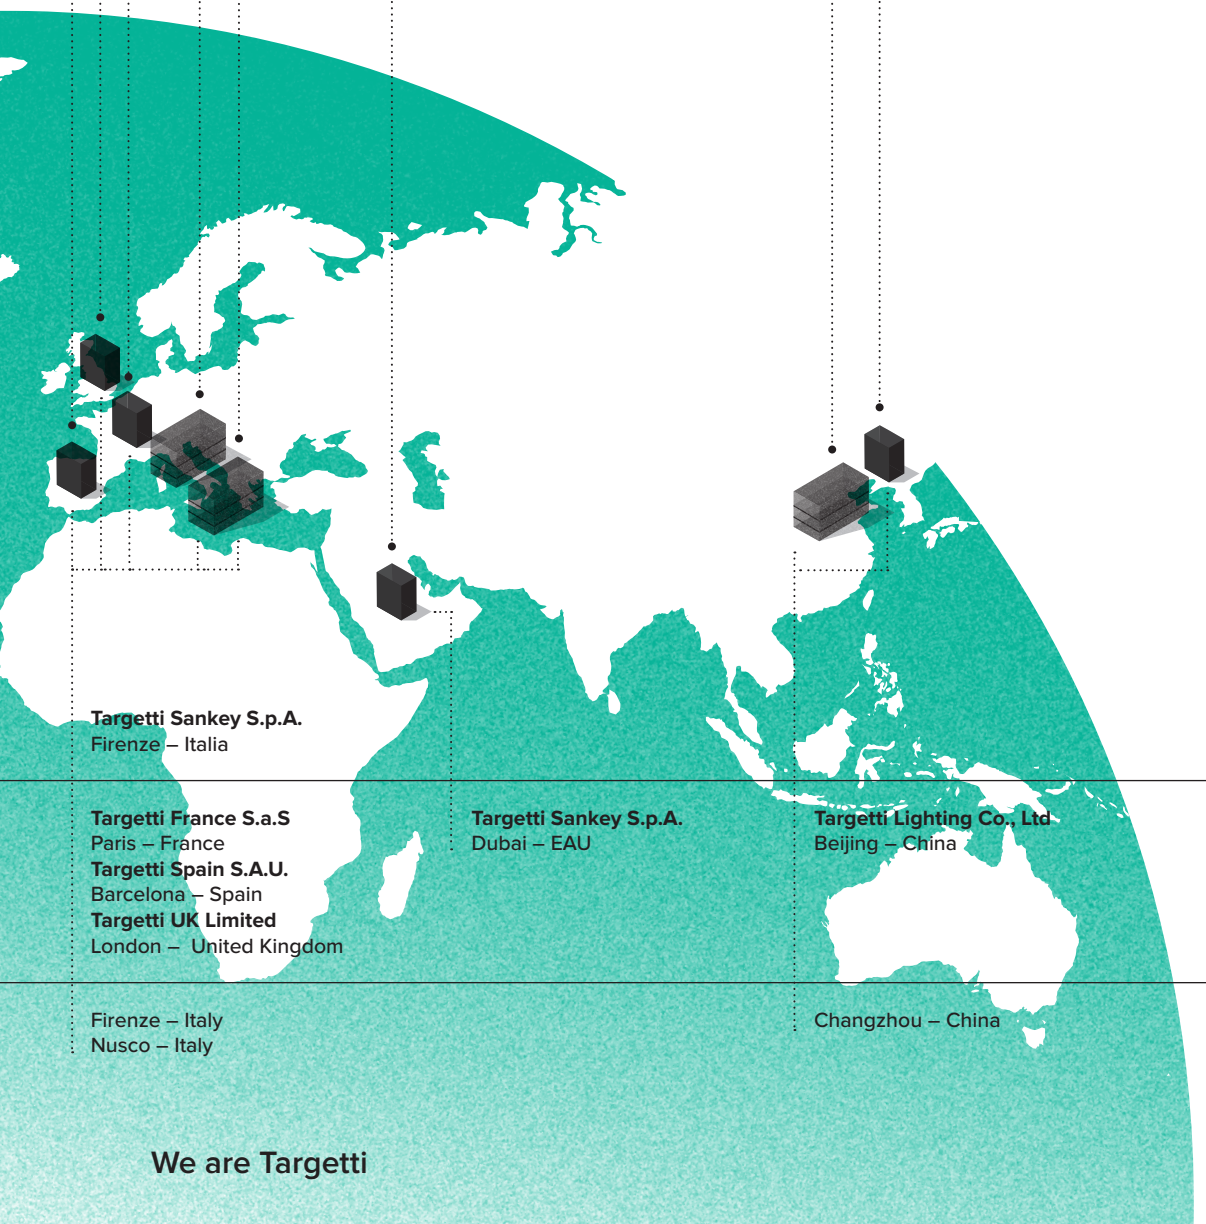 Targetti Sankey S.p.A.
Firenze – Italia
Targetti France S.a.S
Paris – France
Targetti Spain S.A.U.
Barcelona – Spain
Targetti UK Limited
London –  United Kingdom
Targetti Sankey S.p.A.
Dubai – EAU
Targetti Lighting Co., Ltd
Beijing – China
Firenze – Italy
Nusco – Italy
Changzhou – China
We are Targetti